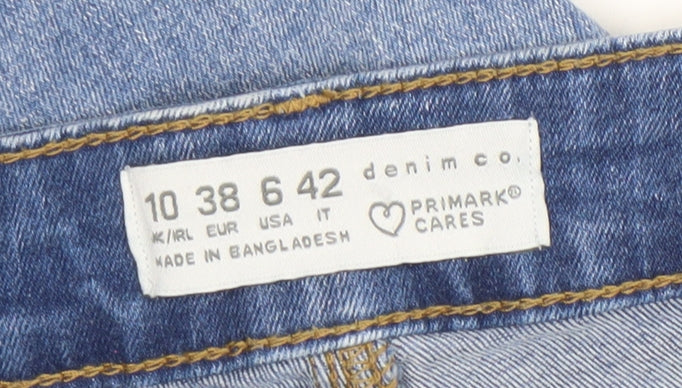 10 38 6 42
UK/IRL EUR USA IT
MADE IN BANGLADESH
denim co.
PRIMARK®
CARES